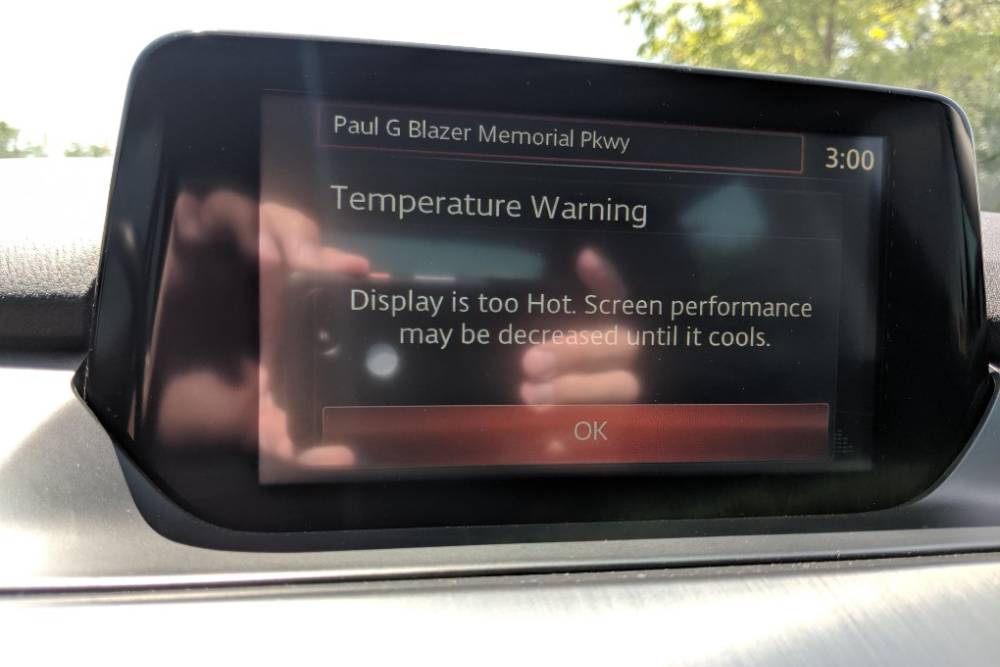 Paul G Blazer Memorial Pkwy
3:00
Temperature Warning
Display is too Hot. Screen performance
may be decreased until it cools.
OK